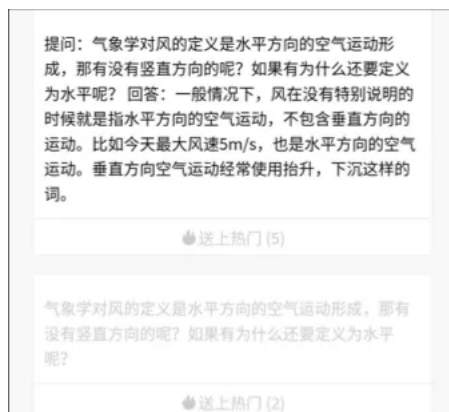 提问：气象学对风的定义是水平方向的空气运动形
成，那有没有竖直方向的呢？如果有为什么还要定义
为水平呢？ 回答：一般情况下，风在没有特别说明的
时候就是指水平方向的空气运动，不包含垂直方向的
运动。比如今天最大风速5m/s，也是水平方向的空气
运动。垂直方向空气运动经常使用抬升，下沉这样的
词。
送上热门 (5)
气象学对风的定义是水平方向的空气运动形成，那有
没有竖直方向的呢？如果有为什么还要定义为水平
呢？
送上热门 (2)